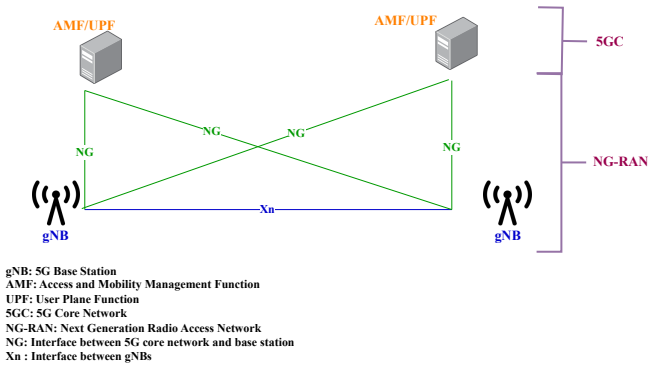 AMF/UPF
AMF/UPF
5GC
NG
NG
NG
NG
NG-RAN
Xn
gNB
gNB
gNB: 5G Base Station
AMF: Access and Mobility Management Function
UPF: User Plane Function
5GC: 5G Core Network
NG-RAN: Next Generation Radio Access Network
NG: Interface between 5G core network and base station
Xn : Interface between gNBs